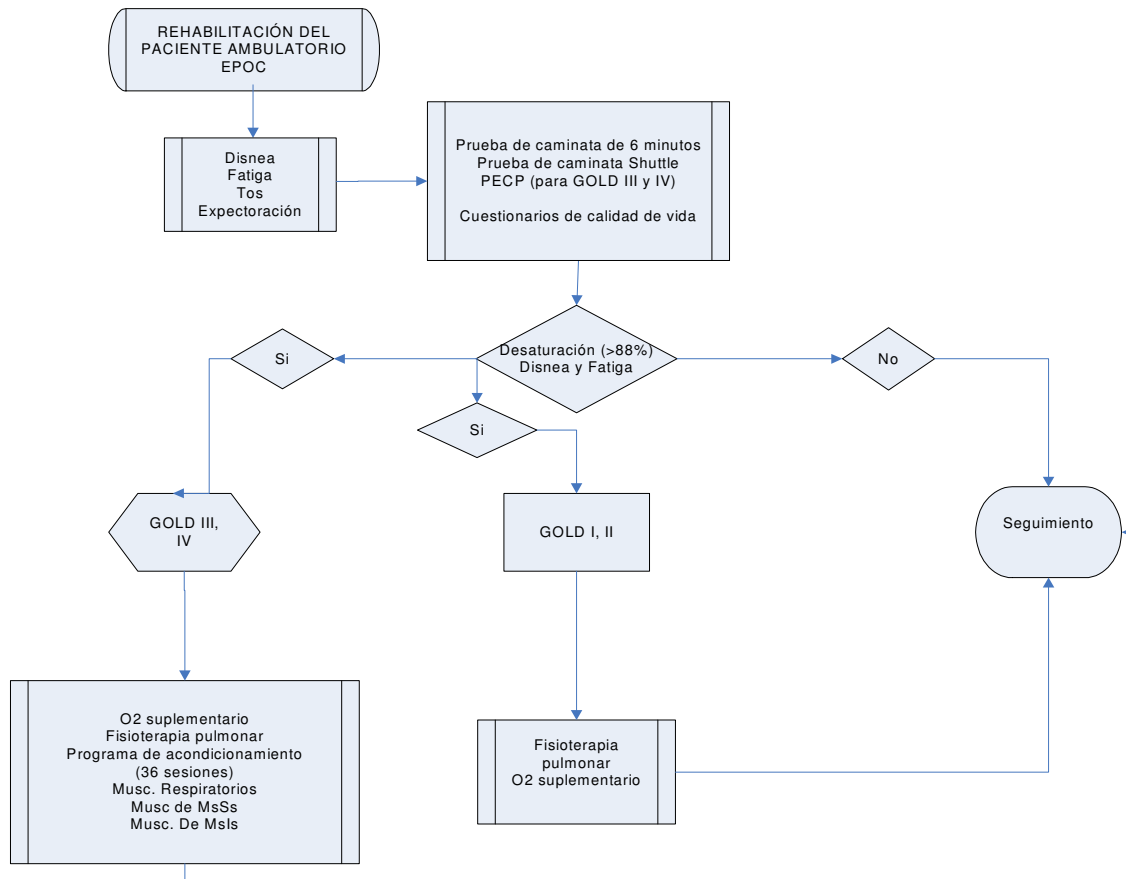 REHABILITACIÓN DEL
PACIENTE AMBULATORIO
EPOC
Disnea
Fatiga
Tos
Expectoración
Prueba de caminata de 6 minutos
Prueba de caminata Shuttle
PECP (para GOLD III y IV)
Cuestionarios de calidad de vida
Desaturación (>88%)
Disnea y Fatiga
Si
No
Si
GOLD III,
IV
GOLD I, II
Seguimiento
O2 suplementario
Fisioterapia pulmonar
Programa de acondicionamiento
(36 sesiones)
Musc. Respiratorios
Musc de MsSs
Musc. De MsIs
Fisioterapia
pulmonar
O2 suplementario